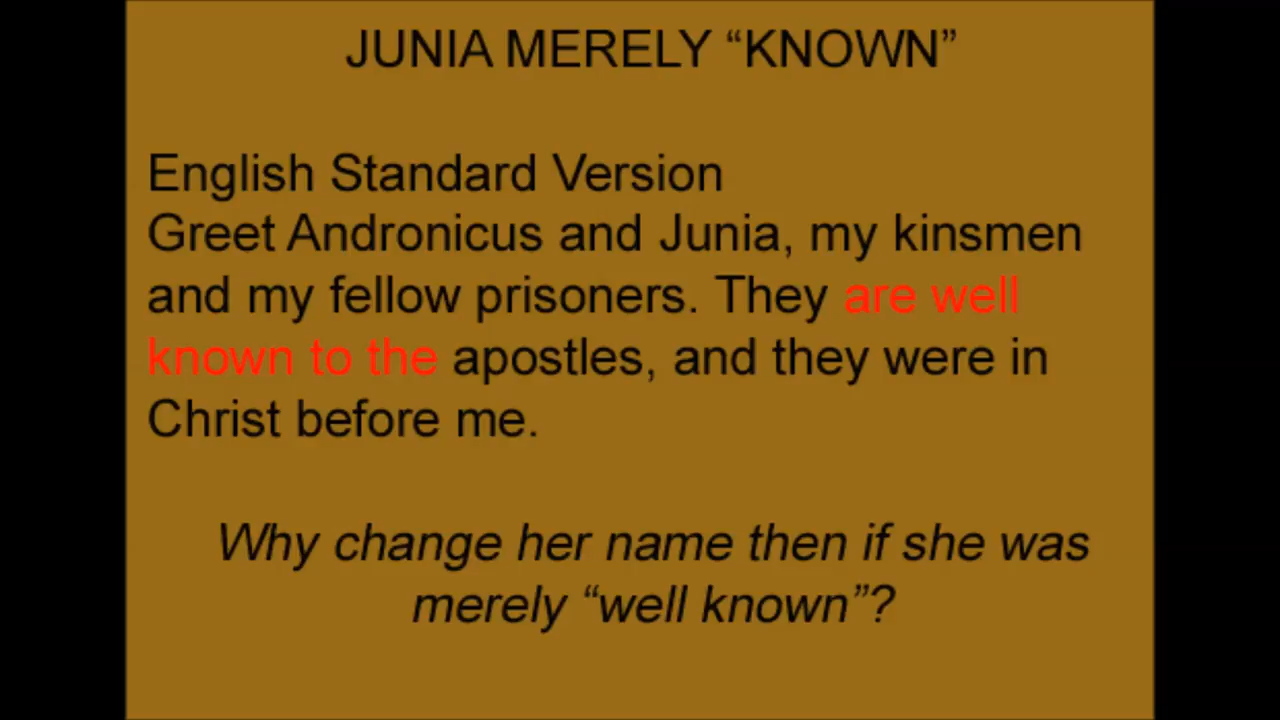 JUNIA MERELY “KNOWN”
English Standard Version
Greet Andronicus and Junia, my kinsmen
and my fellow prisoners. They are well
known to the apostles, and they were in
Christ before me.
Why change her name then if she was
merely “well known”?